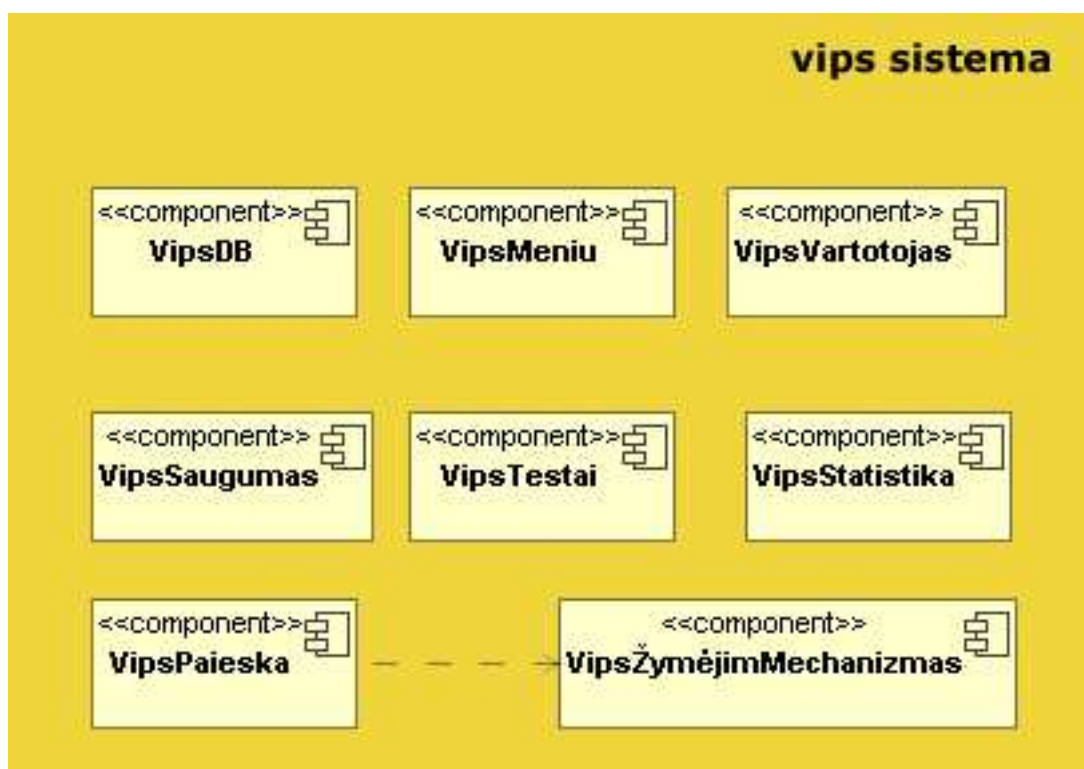 vips sistema
<<component>>
VipsDB
<<component>>
VipsMeniu
<<component>>
VipsVartotojas
<<component>>
VipsSaugumas
<<component>>
VipsTestai
<<component>>
VipsStatistika
<<component>>
VipsPaieska
<<component>>
VipsŽymėjimMechanizmas